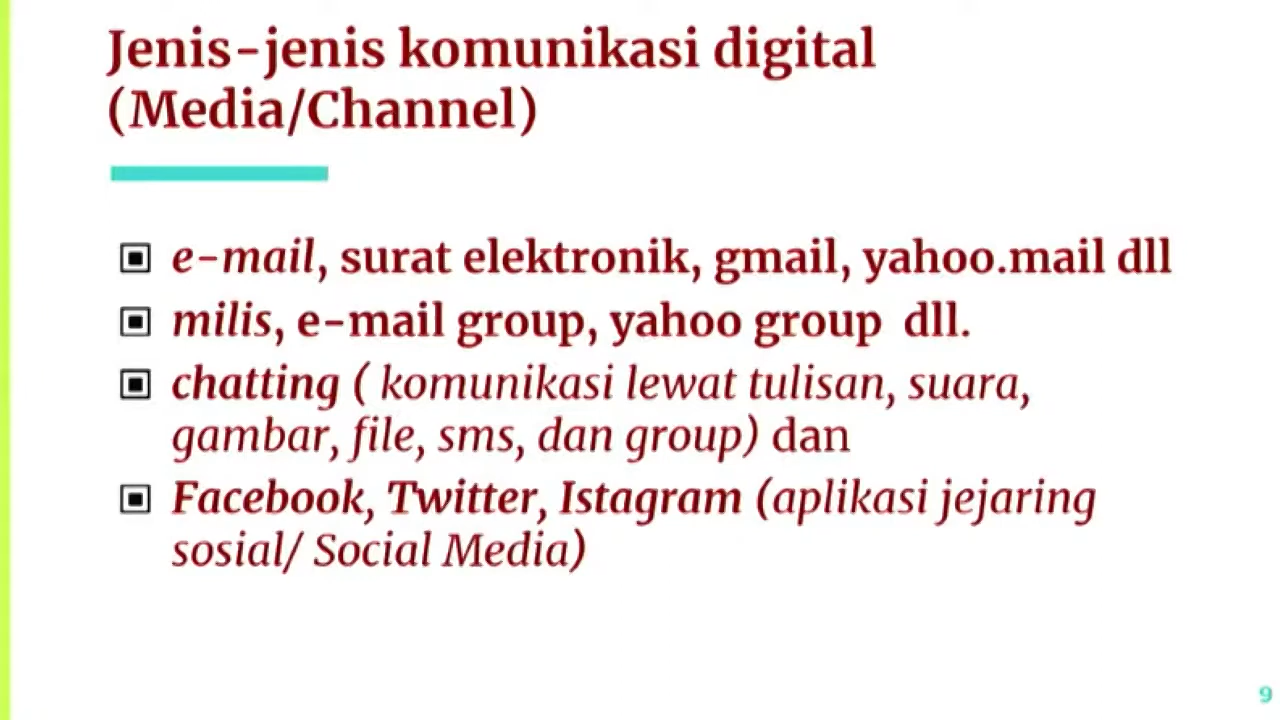 Jenis-jenis komunikasi digital
(Media/Channel)
e-mail, surat elektronik, gmail, yahoo.mail dll
milis, e-mail group, yahoo group dll.
chatting ( komunikasi lewat tulisan, suara,
gambar, file, sms, dan group) dan
Facebook, Twitter, Istagram (aplikasi jejaring
sosial/ Social Media)
9